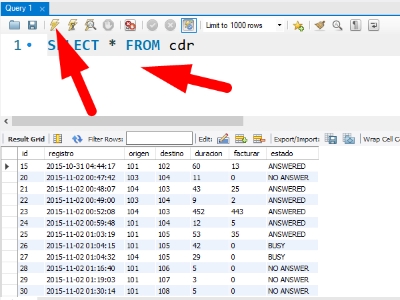 Query 1
Limit to 1000 rows
1 SELECT * FROM cdr
Result Grid Filter Rows: Edit: Export/Import: Wrap Cell Co
id registro origen destino duracion facturar estado
15 2015-10-31 04:44:17 101 102 60 13 ANSWERED
20 2015-11-02 00:47:42 103 104 11 0 NO ANSWER
21 2015-11-02 00:48:07 104 103 43 25 ANSWERED
22 2015-11-02 00:49:00 103 104 9 2 ANSWERED
23 2015-11-02 00:52:08 104 103 452 443 ANSWERED
24 2015-11-02 00:59:48 101 104 12 5 ANSWERED
25 2015-11-02 01:03:19 101 105 53 35 ANSWERED
26 2015-11-02 01:04:15 101 105 42 0 BUSY
27 2015-11-02 01:04:32 104 105 29 0 BUSY
28 2015-11-02 01:16:40 101 106 5 0 NO ANSWER
29 2015-11-02 01:19:03 101 107 3 0 NO ANSWER
30 2015-11-02 01:30:14 101 108 5 0 NO ANSWER